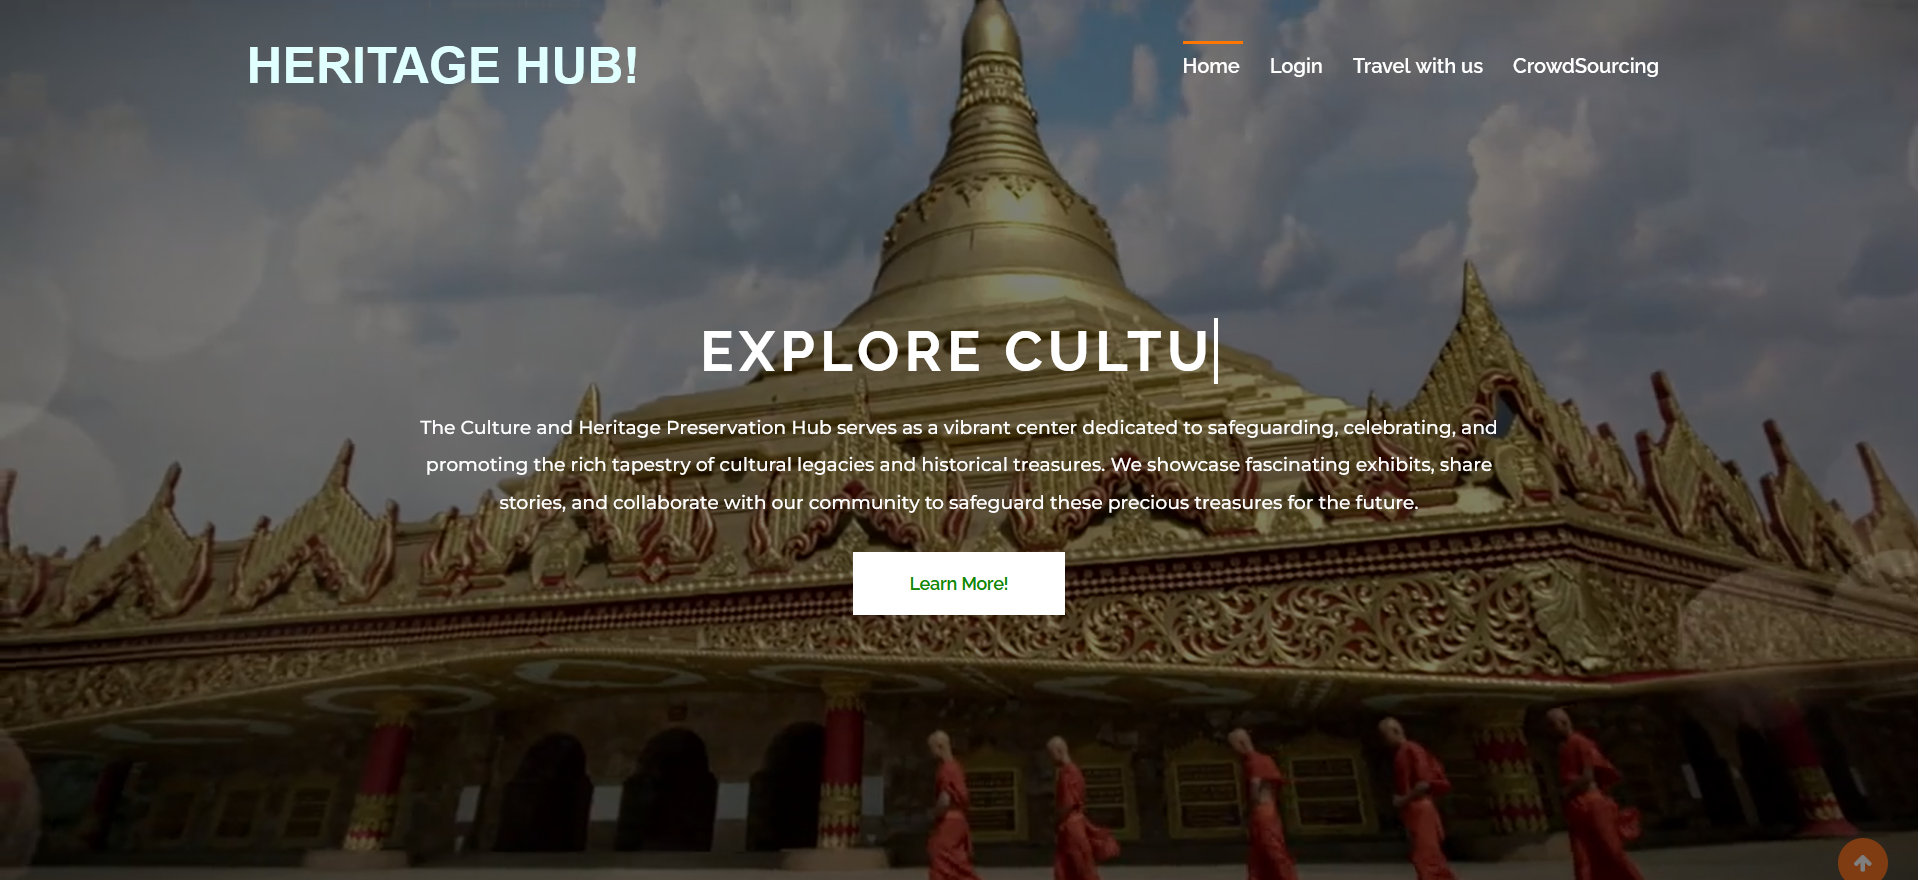 HERITAGE HUB!
Home Login Travel with us CrowdSourcing
EXPLORE CULTU
The Culture and Heritage Preservation Hub serves as a vibrant center dedicated to safeguarding, celebrating, and
promoting the rich tapestry of cultural legacies and historical treasures. We showcase fascinating exhibits, share
stories, and collaborate with our community to safeguard these precious treasures for the future.
Learn More!